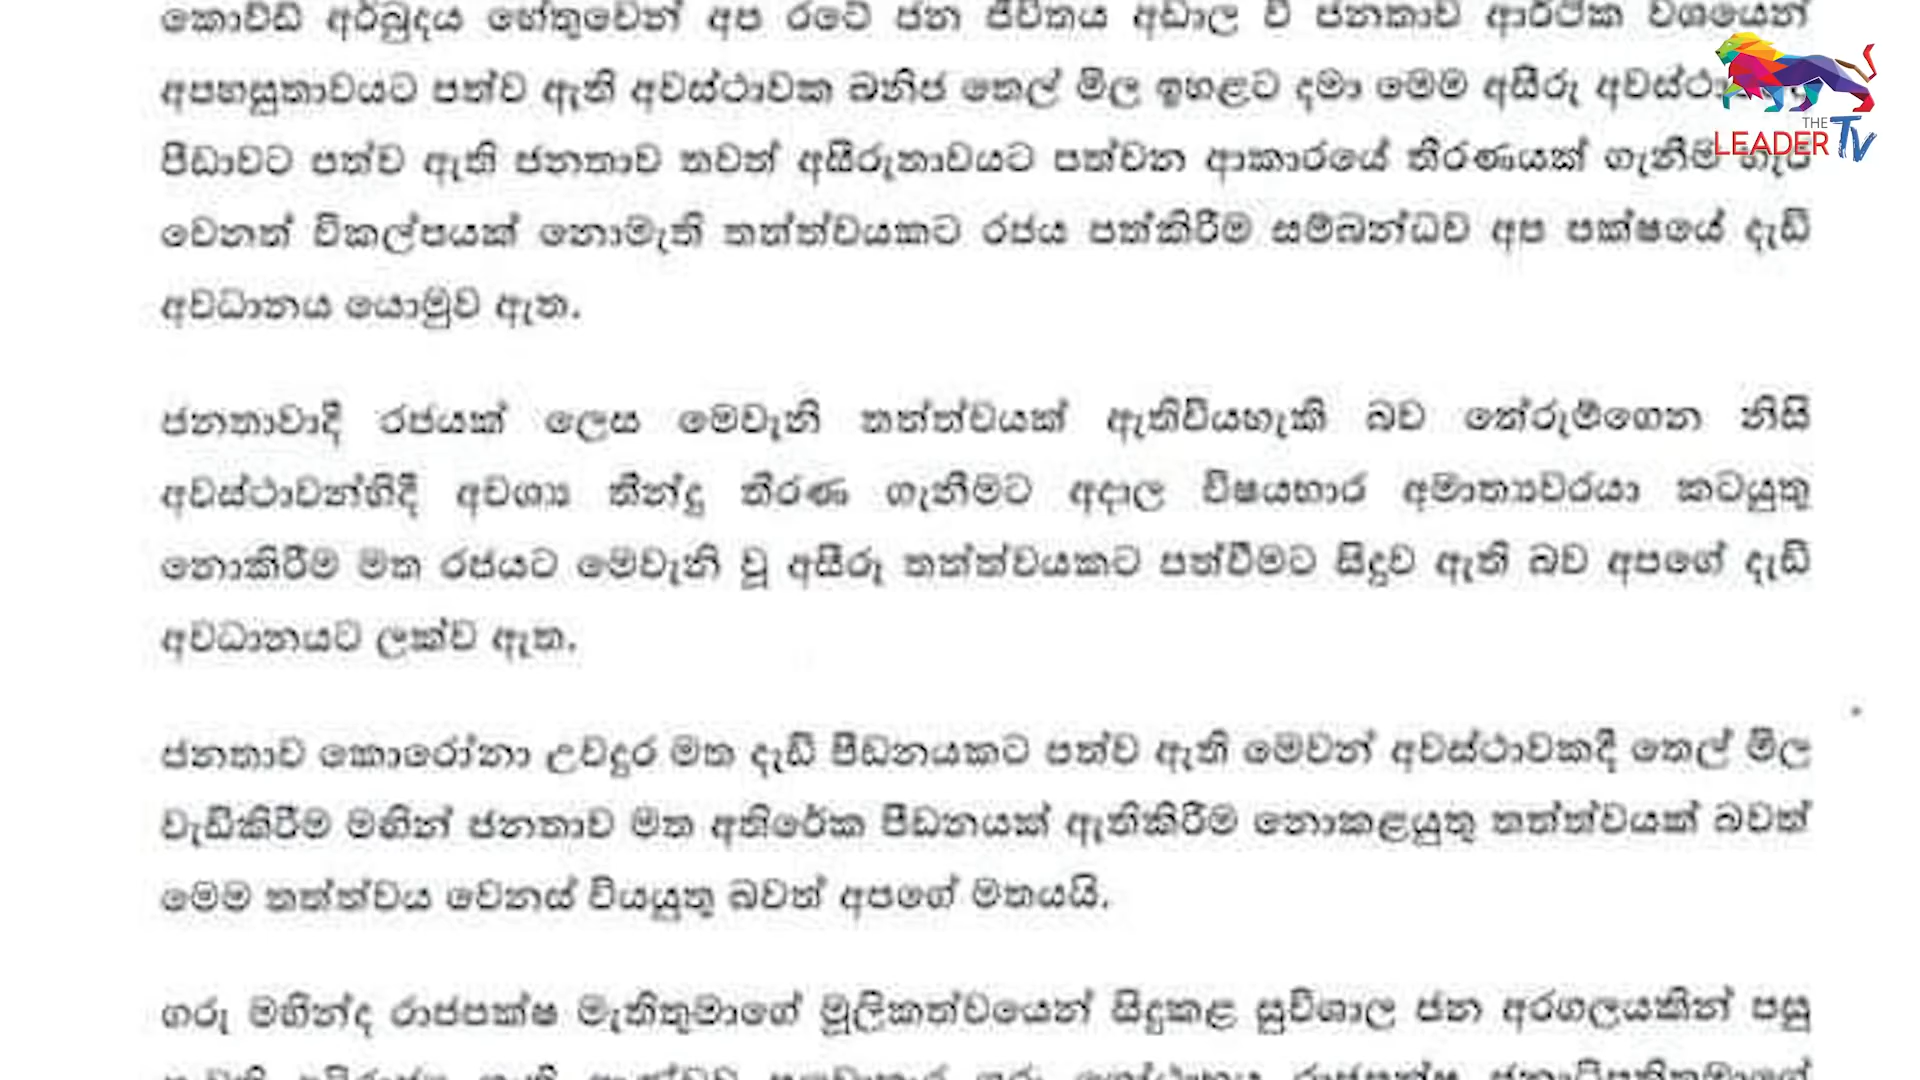 කොවිඩ් අර්බුදය හේතුවෙන් අප රටේ ජන ජීවිතය අඩාල වී ජනතාව ආර්ථික වශයෙන්
අපහසුතාවයට පත්ව ඇති අවස්ථාවක ඛනිජ තෙල් මිල ඉහළට දමා මෙම අසීරු
පීඩාවට පත්ව ඇති ජනතාව තවත් අසීරුතාවයට පත්වන ආකාරයේ තීරණයක් ගැනීම
වෙනත් විකල්පයක් නොමැති තත්ත්වයකට රජය පත්කිරීම සම්බන්ධව අප පක්ෂයේ දැඩි
අවධානය යොමුව ඇත.
ජනතාවාදී රජයක් ලෙස මෙවැනි තත්ත්වයක් ඇතිවියහැකි බව තේරුම්ගෙන නිසි
අවස්ථාවන්හිදී අවශ්‍ය තීන්දු තීරණ ගැනීමට අදාල විෂයභාර අමාත්‍යවරයා කටයුතු
නොකිරීම මත රජයට මෙවැනි වූ අසීරු තත්ත්වයකට පත්වීමට සිදුව ඇති බව අපගේ දැඩි
අවධානයට ලක්ව ඇත.
ජනතාව කොරෝනා උවදුර මත දැඩි පීඩනයකට පත්ව ඇති මෙවන් අවස්ථාවකදී තෙල් මිල
වැඩිකිරීම මඟින් ජනතාව මත අතිරේක පීඩනයක් ඇතිකිරීම නොකළයුතු තත්ත්වයක් බවත්
මෙම තත්ත්වය වෙනස් වියයුතු බවත් අපගේ මතයයි.
ගරු මහින්ද රාජපක්ෂ මැතිතුමාගේ මූලිකත්වයෙන් සිදුකළ සුවිශාල ජන අරගලයකින් පසු
THE
LEADER TV